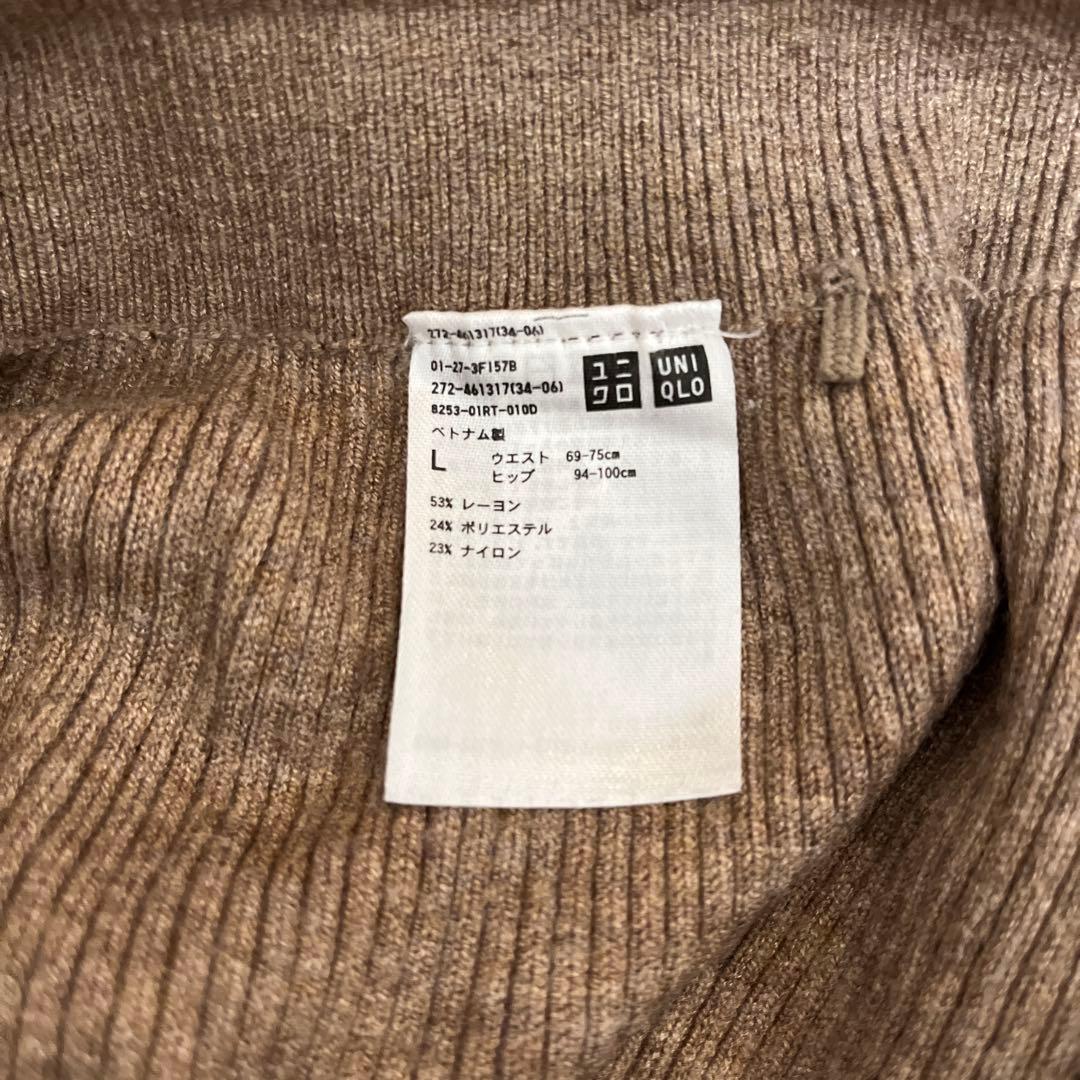 272-461317(34-06)
01-27-3F157B
272-461317(34-06)
8253-01RT-010D
ユニクロ
UNIQLO
ベトナム製
L
ウエスト 69-75cm
ヒップ 94-100cm
53% レーヨン
24% ポリエステル
23% ナイロン